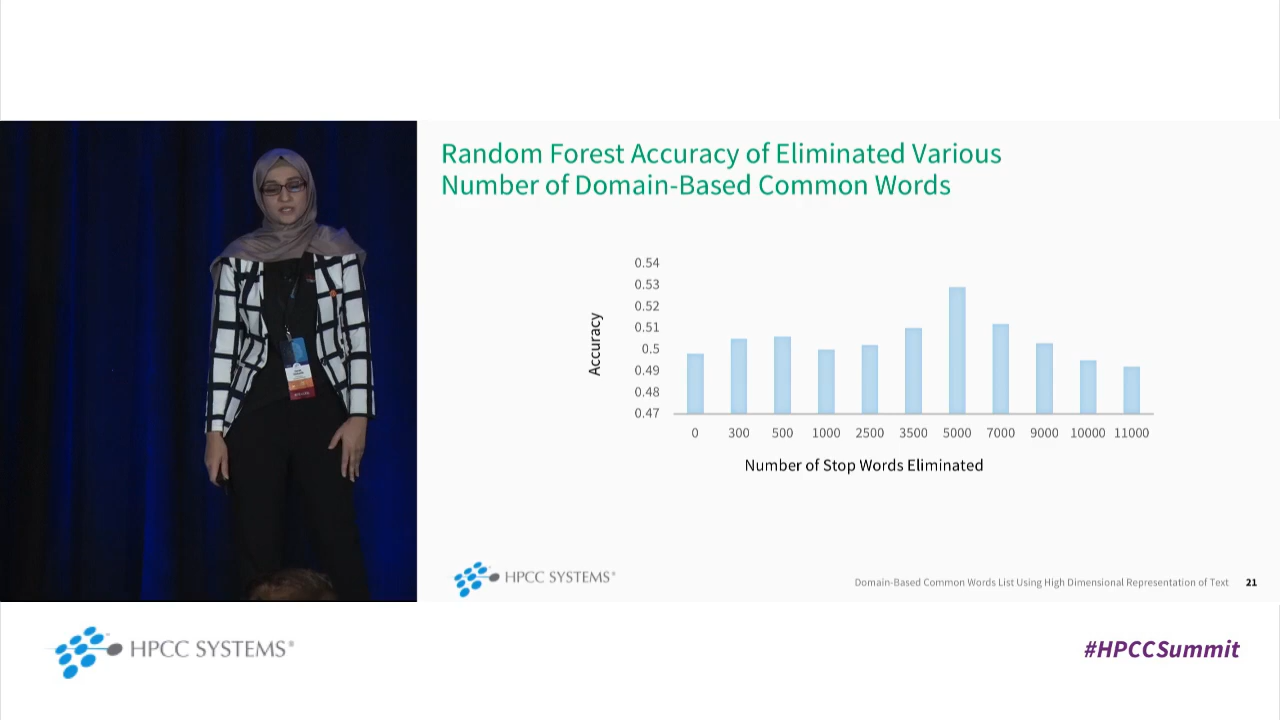 Random Forest Accuracy of Eliminated Various
Number of Domain-Based Common Words
0.54
0.53
0.52
0.51
0.5
0.49
0.48
0.47
Accuracy
0 300 500 1000 2500 3500 5000 7000 9000 10000 11000
Number of Stop Words Eliminated
HPCC SYSTEMS®
Domain-Based Common Words List Using High Dimensional Representation of Text 21
HPCC SYSTEMS®
#HPCCSummit